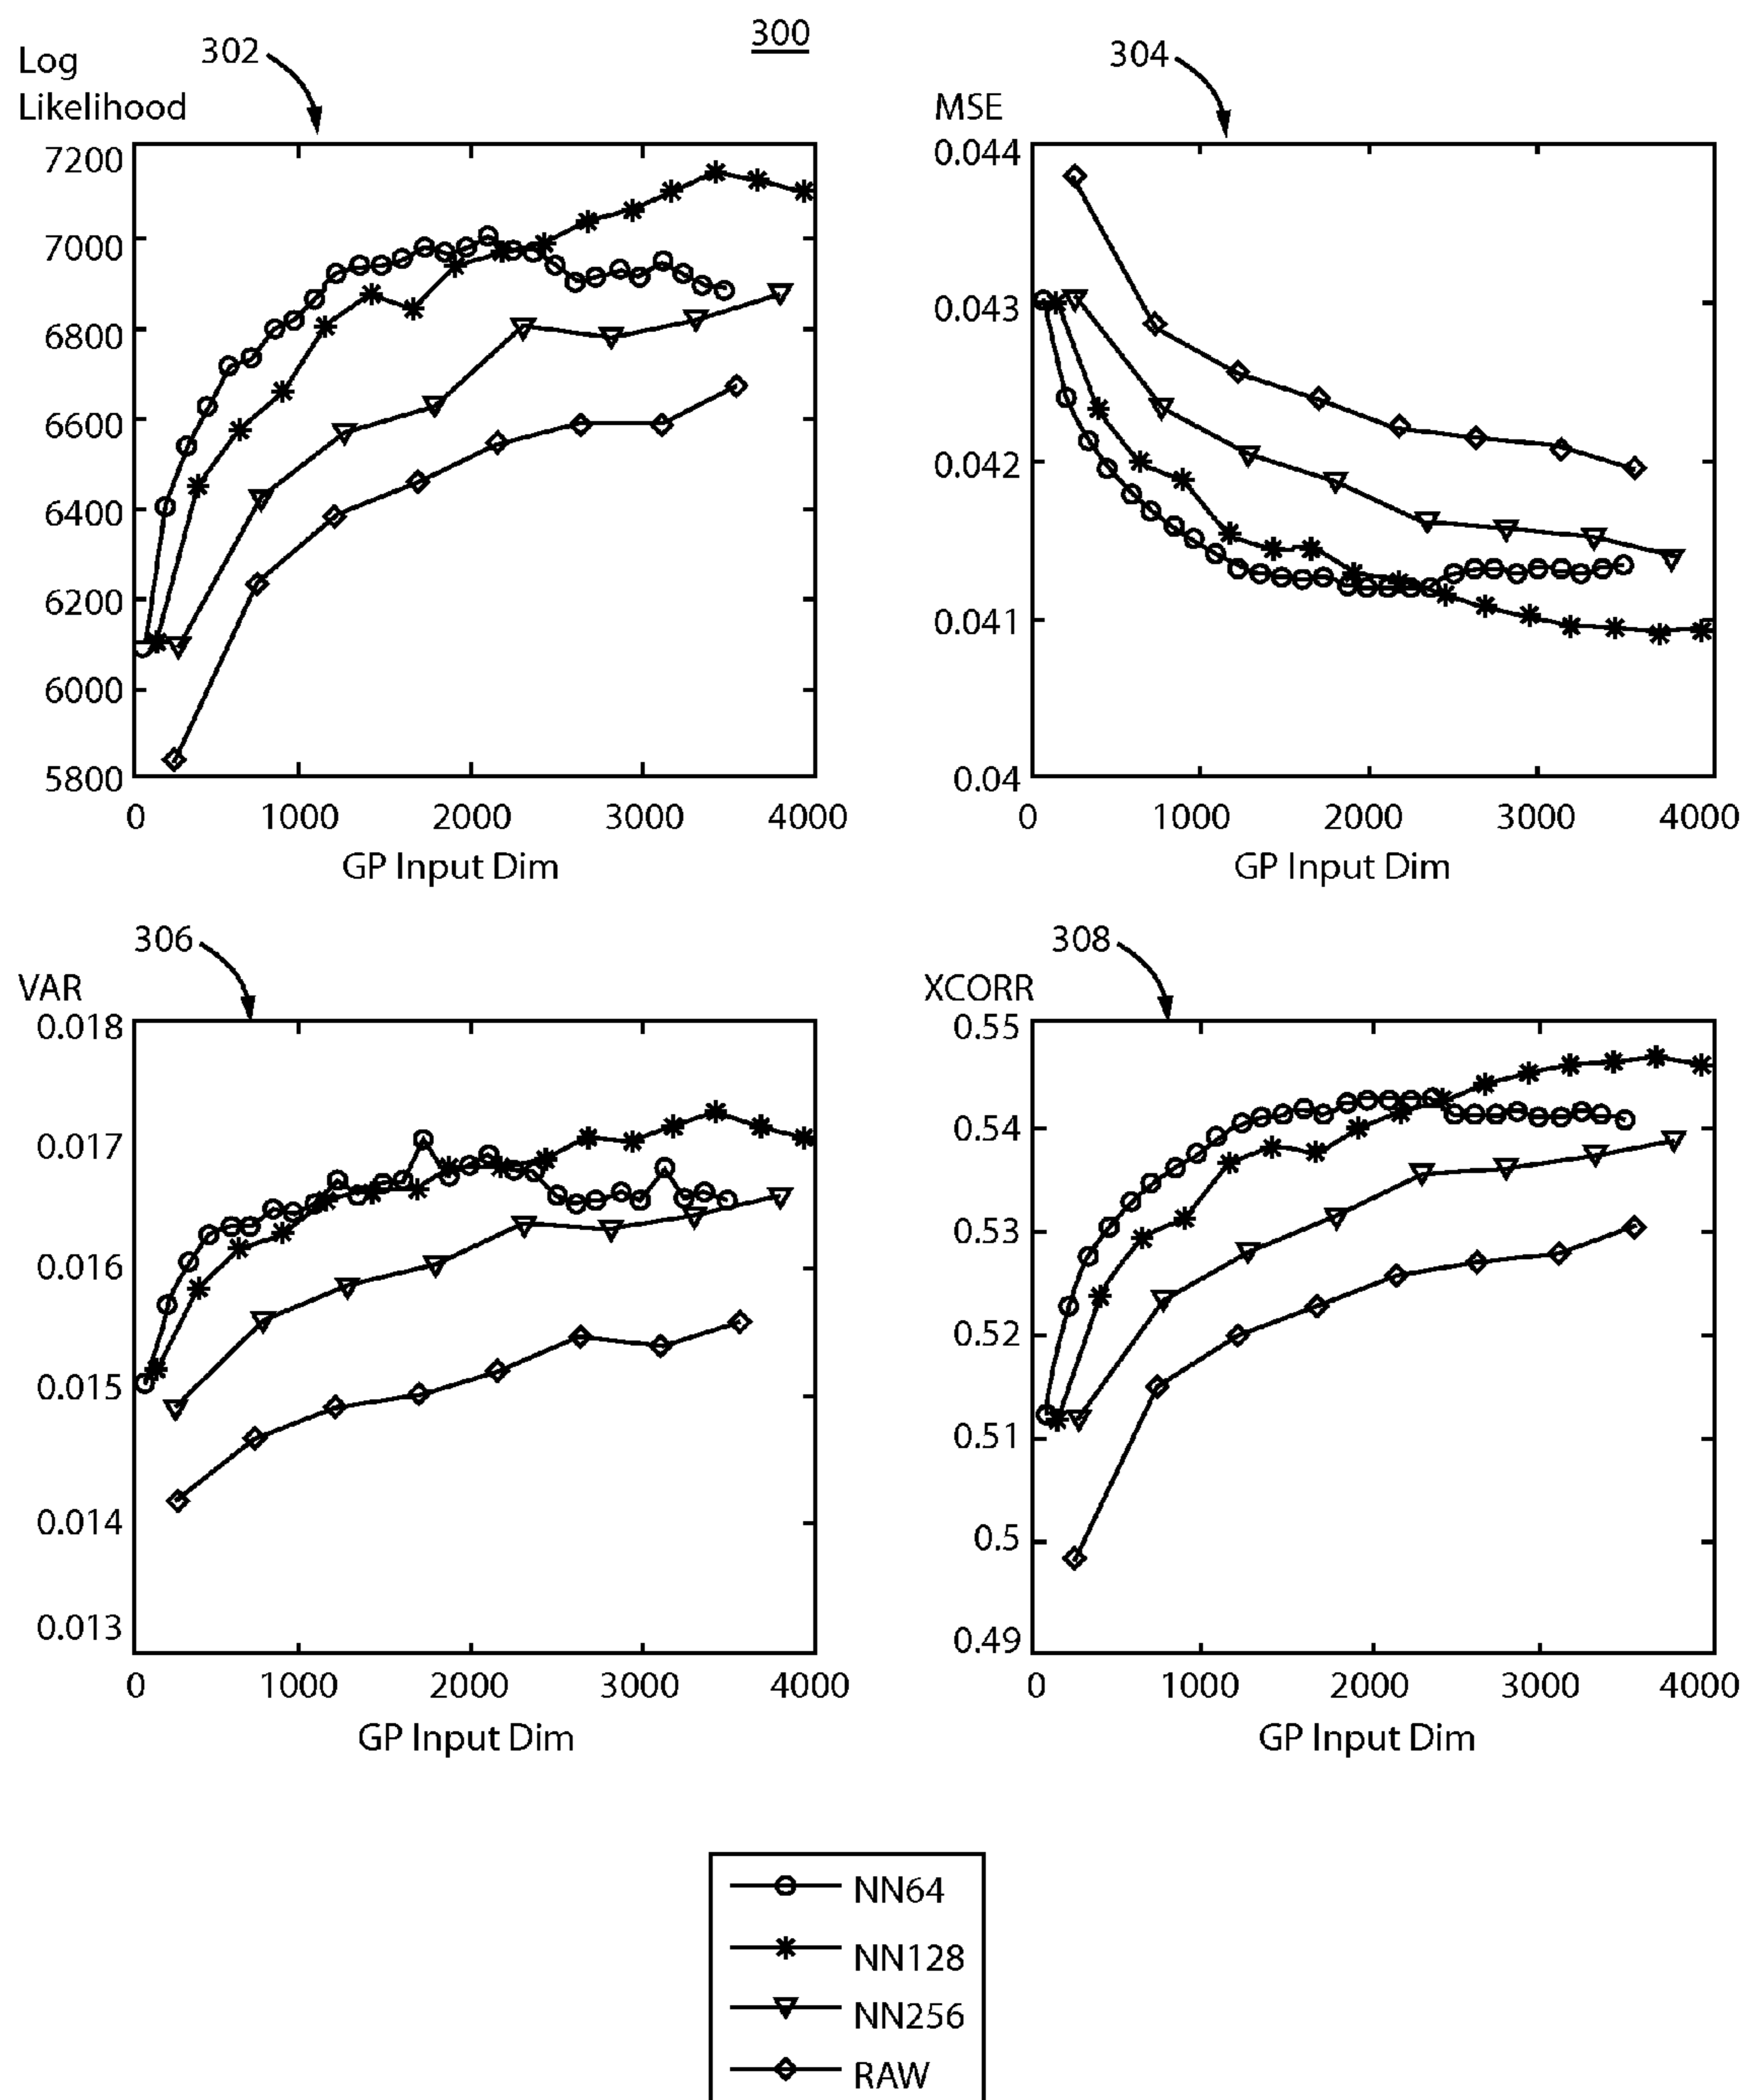 300
302
Log
Likelihood
7200
7000
6800
6600
6400
6200
6000
5800
0 1000 2000 3000 4000
GP Input Dim
304
MSE
0.044
0.043
0.042
0.041
0.04
0 1000 2000 3000 4000
GP Input Dim
306
VAR
0.018
0.017
0.016
0.015
0.014
0.013
0 1000 2000 3000 4000
GP Input Dim
308
XCORR
0.55
0.54
0.53
0.52
0.51
0.5
0.49
0 1000 2000 3000 4000
GP Input Dim
NN64
NN128
NN256
RAW